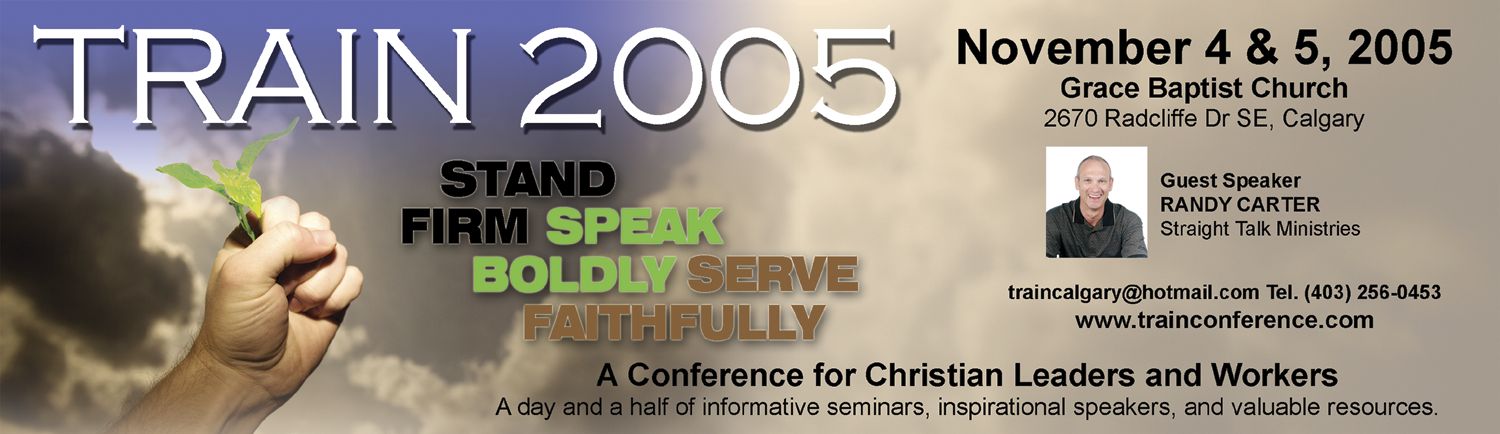 TRAIN 2005
STAND
FIRM SPEAK
BOLDLY SERVE
FAITHFULLY
November 4 & 5, 2005
Grace Baptist Church
2670 Radcliffe Dr SE, Calgary
Guest Speaker
RANDY CARTER
Straight Talk Ministries
traincalgary@hotmail.com Tel. (403) 256-0453
www.trainconference.com
A Conference for Christian Leaders and Workers
A day and a half of informative seminars, inspirational speakers, and valuable resources.